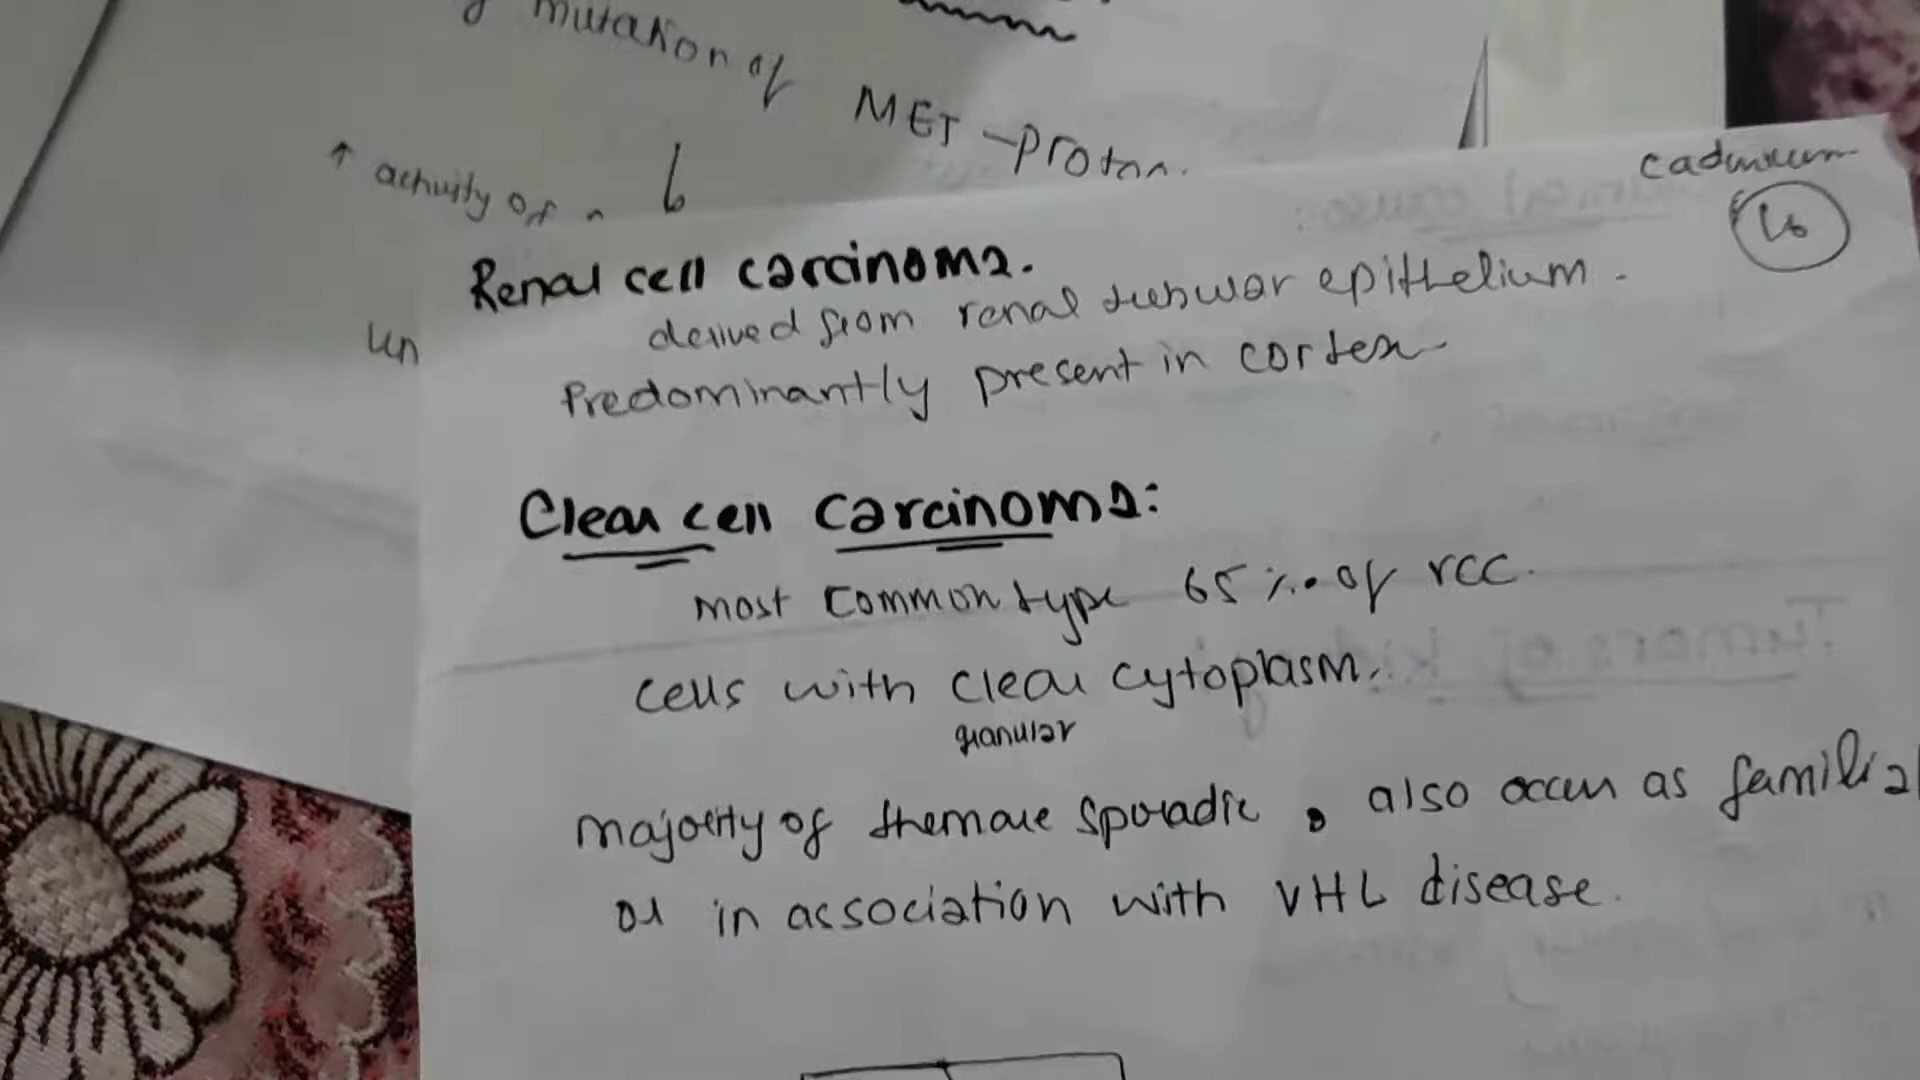 mutation of MET - proton.
↑ activity of
un
cadmium
16
Renal cell carcinoma.
derived from renal tubular epithelium.
Predominantly present in cortex
Clear cell carcinoma:
most common type 65 % of rcc.
cells with clear cytoplasm.
granular
majority of them are sporadic, also occur as familial
or in association with VHL disease.